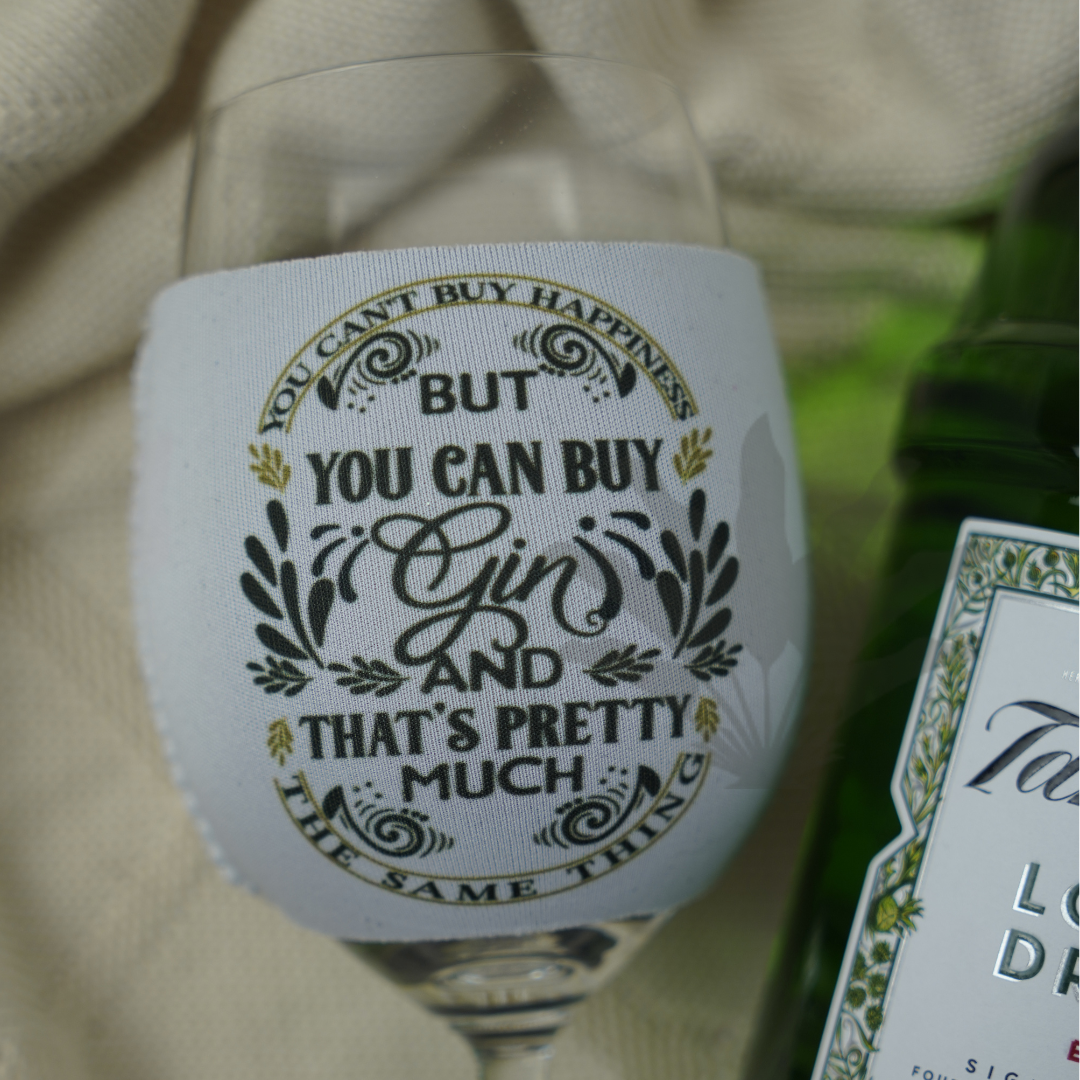 YOU CAN'T BUY HAPPINESS
BUT
YOU CAN BUY
Gin
AND
THAT'S PRETTY
MUCH
THE SAME THING